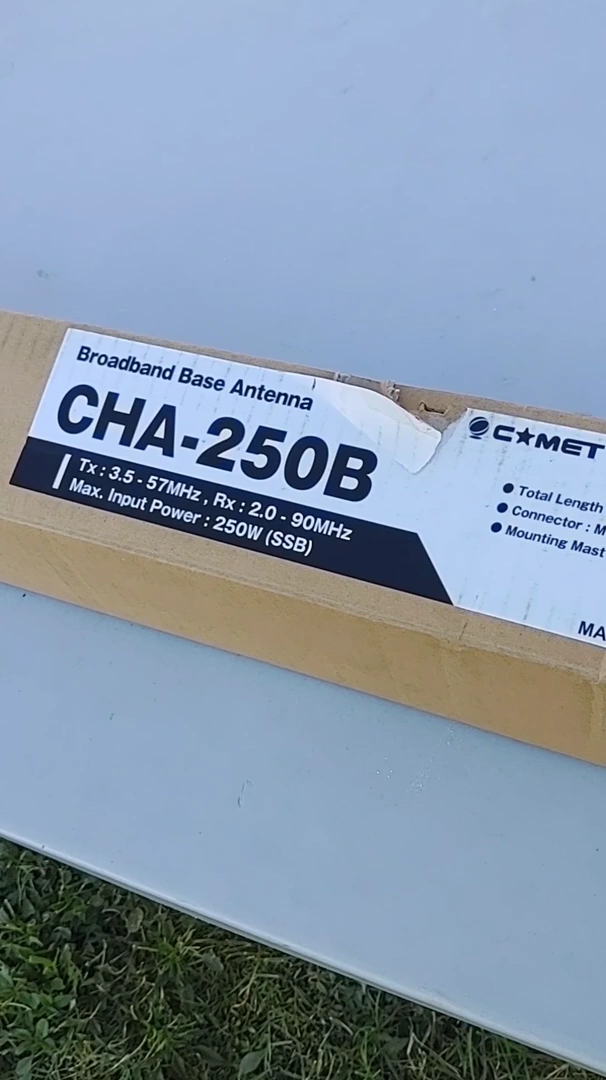 Broadband Base Antenna
CHA-250B
Tx : 3.5 - 57MHz , Rx : 2.0 - 90MHz
Max. Input Power : 250W (SSB)
C★MET
● Total Length
● Connector : M
● Mounting Mast
MA